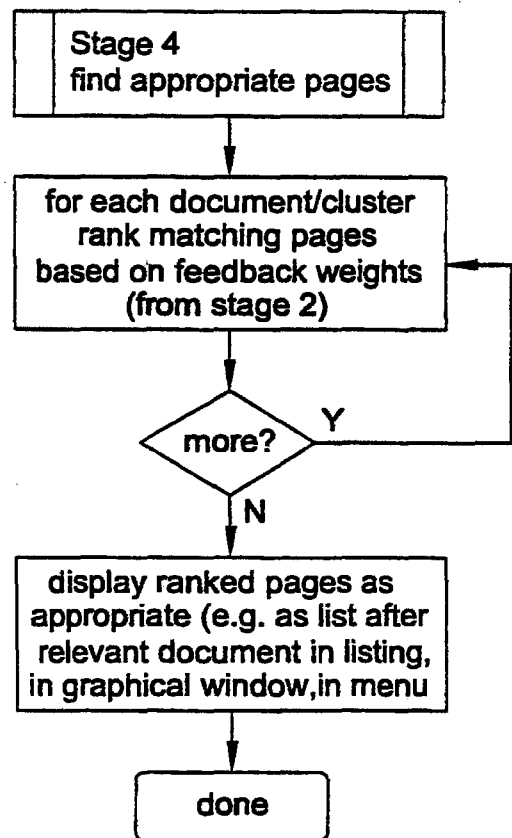 Stage 4
find appropriate pages
for each document/cluster
rank matching pages
based on feedback weights
(from stage 2)
more?
Y
N
display ranked pages as
appropriate (e.g. as list after
relevant document in listing,
in graphical window,in menu
done